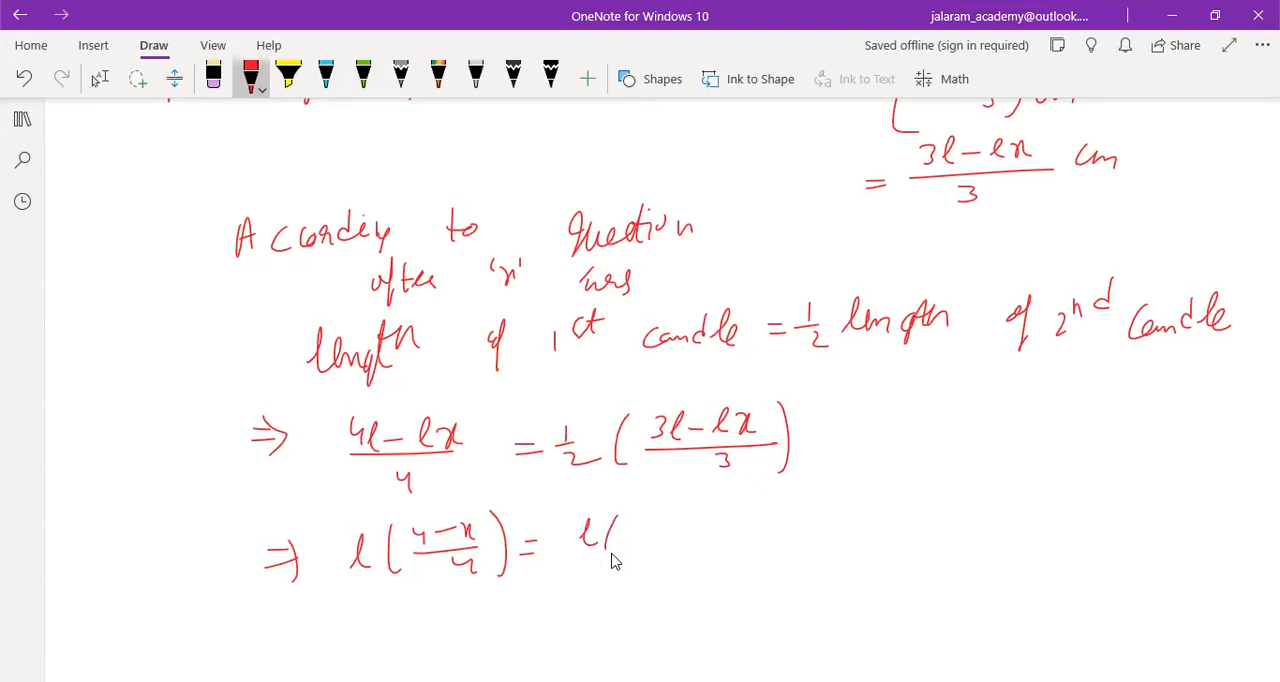 OneNote for Windows 10
jalaram_academy@outlook....
Home Insert Draw View Help
Saved offline (sign in required)
Share
Shapes
Ink to Shape
Ink to Text
Math
= 3l - lx / 3 cm
According to question
after 'x' hrs
length of 1st candle = 1/2 length of 2nd candle
⇒ 4l - lx / 4 = 1/2 ( 3l - lx / 3 )
⇒ l ( 4 - x / 4 ) = l (